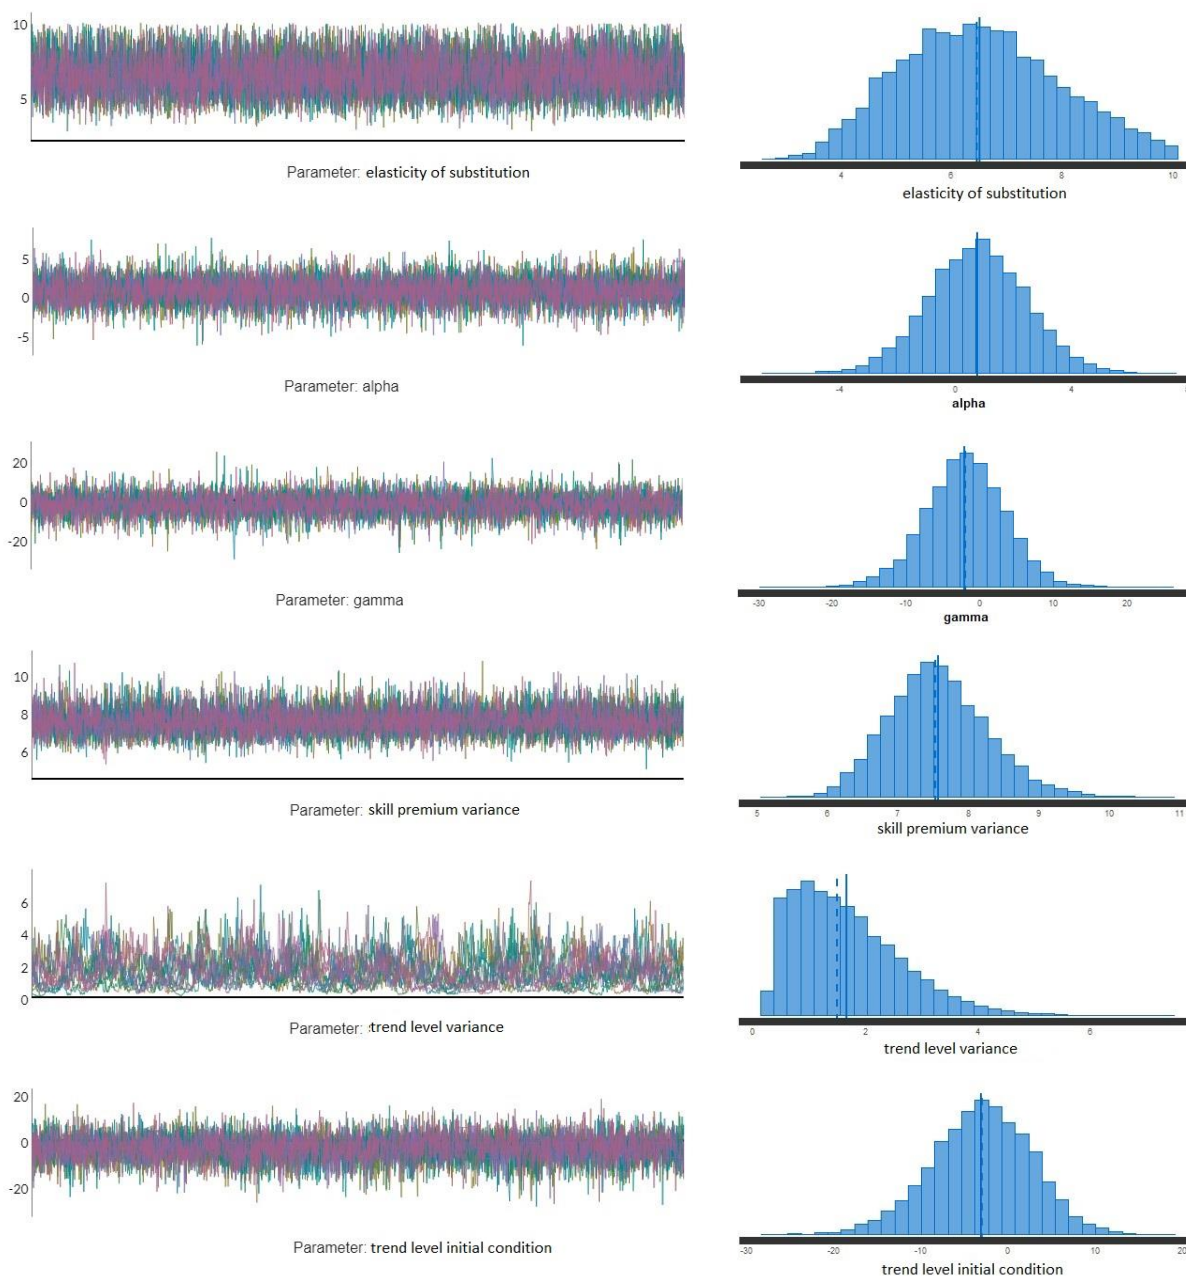 10
5
Parameter: elasticity of substitution
4 6 8 10
elasticity of substitution
5
0
-5
Parameter: alpha
-4 0 4 8
alpha
20
0
-20
Parameter: gamma
-30 -20 -10 0 10 20
gamma
10
8
6
Parameter: skill premium variance
5 6 7 8 9 10 11
skill premium variance
6
4
2
0
Parameter: trend level variance
0 2 4 6
trend level variance
20
0
-20
Parameter: trend level initial condition
-30 -20 -10 0 10 20
trend level initial condition